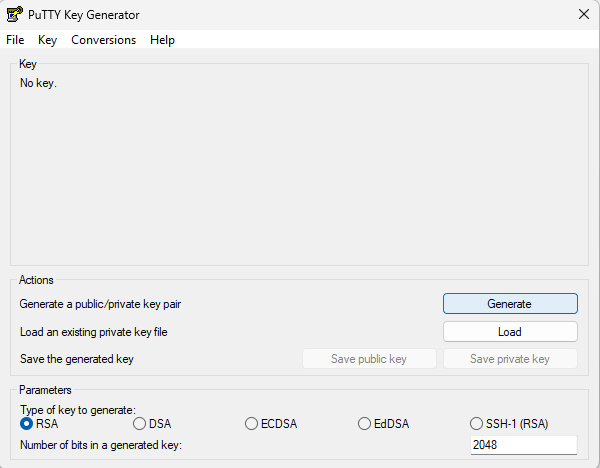 PuTTY Key Generator
File Key Conversions Help
Key
No key.
Actions
Generate a public/private key pair Generate
Load an existing private key file Load
Save the generated key Save public key Save private key
Parameters
Type of key to generate:
RSA DSA ECDSA EdDSA SSH-1 (RSA)
Number of bits in a generated key: 2048